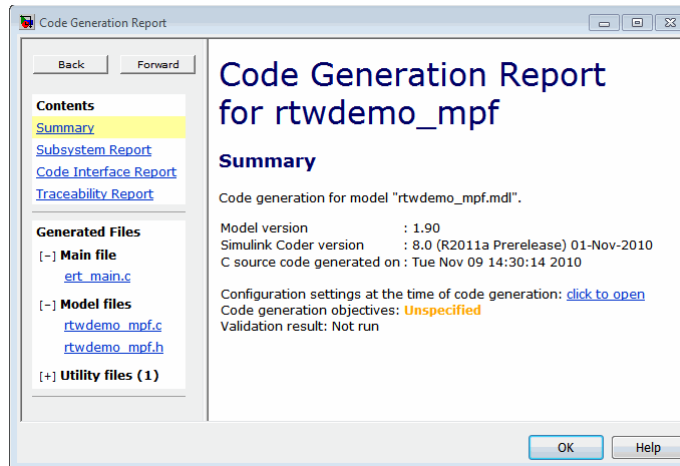 Code Generation Report
Back Forward
Contents
Summary
Subsystem Report
Code Interface Report
Traceability Report
Generated Files
[-] Main file
ert_main.c
[-] Model files
rtwdemo_mpf.c
rtwdemo_mpf.h
[+] Utility files (1)
Code Generation Report
for rtwdemo_mpf
Summary
Code generation for model "rtwdemo_mpf.mdl".
Model version : 1.90
Simulink Coder version : 8.0 (R2011a Prerelease) 01-Nov-2010
C source code generated on : Tue Nov 09 14:30:14 2010
Configuration settings at the time of code generation: click to open
Code generation objectives: Unspecified
Validation result: Not run
OK Help